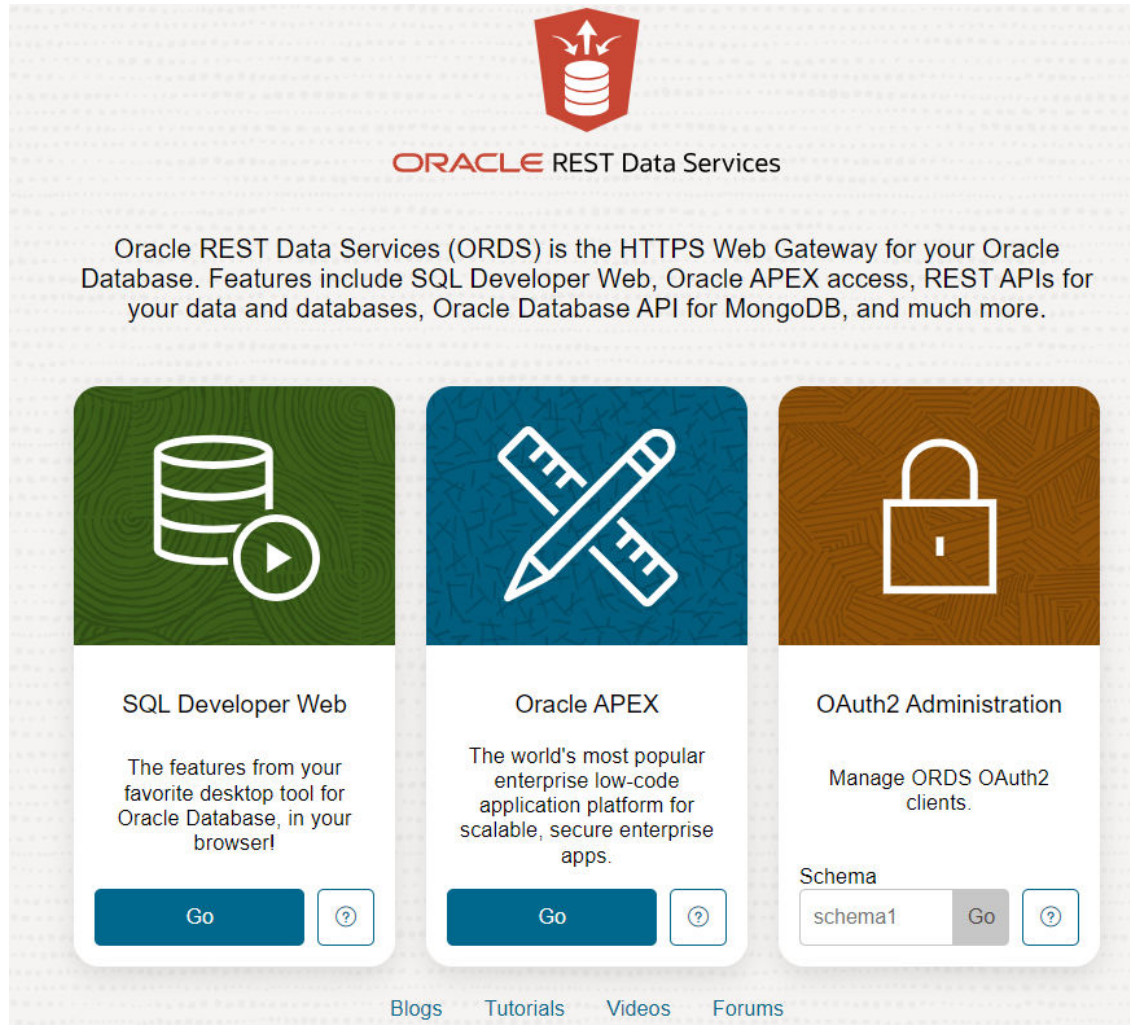 ORACLE REST Data Services
Oracle REST Data Services (ORDS) is the HTTPS Web Gateway for your Oracle
Database. Features include SQL Developer Web, Oracle APEX access, REST APIs for
your data and databases, Oracle Database API for MongoDB, and much more.
SQL Developer Web
The features from your
favorite desktop tool for
Oracle Database, in your
browser!
Go
?
Oracle APEX
The world's most popular
enterprise low-code
application platform for
scalable, secure enterprise
apps.
Go
?
OAuth2 Administration
Manage ORDS OAuth2
clients.
Schema
schema1 Go
?
Blogs Tutorials Videos Forums